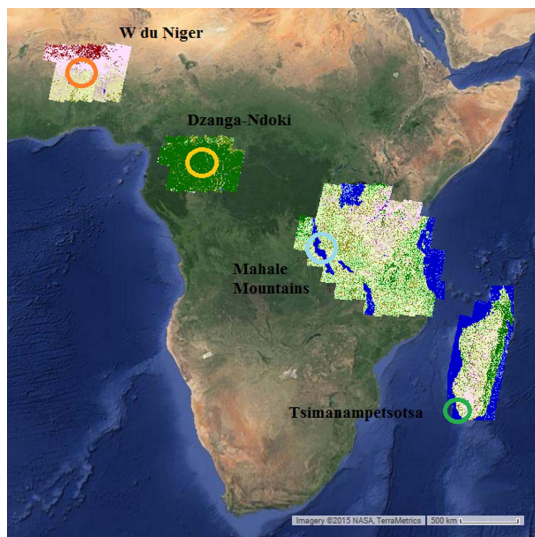 W du Niger
Dzanga-Ndoki
Mahale
Mountains
Tsimanampetsotsa
Imagery ©2015 NASA, TerraMetrics 500 km